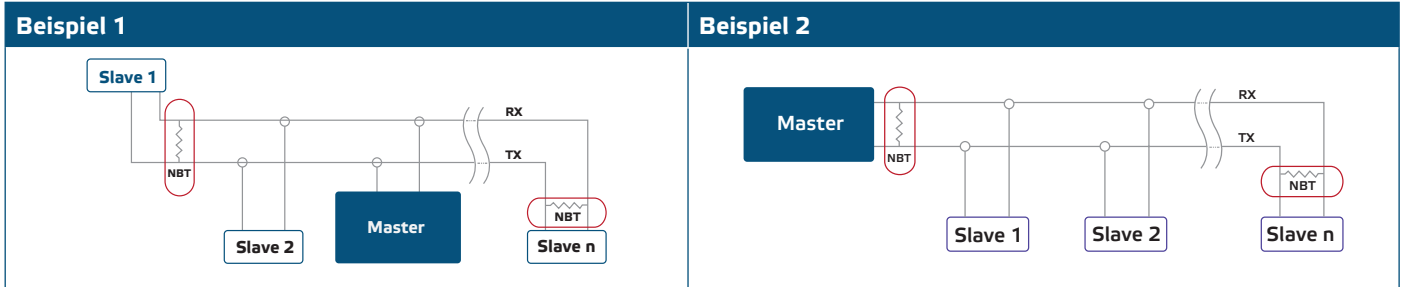 Beispiel 1
Slave 1
RX
TX
NBT
NBT
Slave 2
Master
Slave n
Beispiel 2
RX
Master
TX
NBT
NBT
Slave 1
Slave 2
Slave n